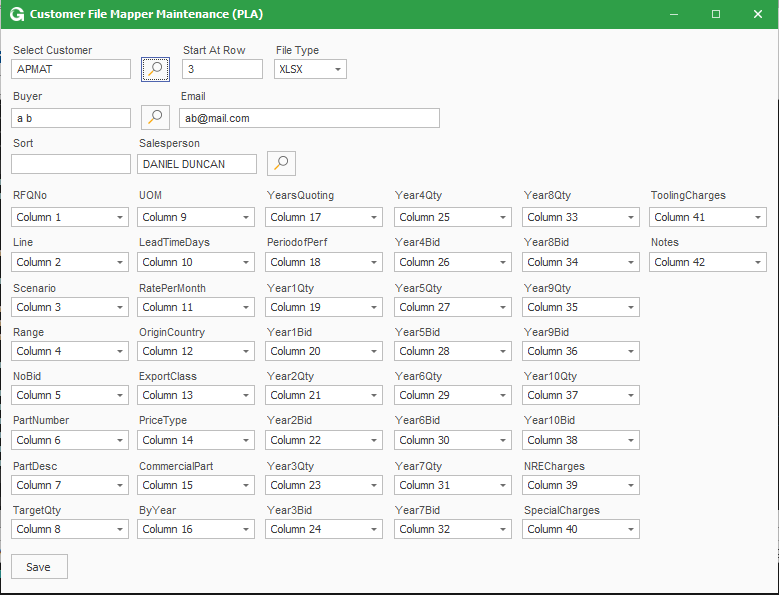 Customer File Mapper Maintenance (PLA)
Select Customer Start At Row File Type
APMAT 3 XLSX
Buyer Email
a b ab@mail.com
Sort Salesperson
DANIEL DUNCAN
RFQNo UOM YearsQuoting Year4Qty Year8Qty ToolingCharges
Column 1 Column 9 Column 17 Column 25 Column 33 Column 41
Line LeadTimeDays PeriodofPerf Year4Bid Year8Bid Notes
Column 2 Column 10 Column 18 Column 26 Column 34 Column 42
Scenario RatePerMonth Year1Qty Year5Qty Year9Qty
Column 3 Column 11 Column 19 Column 27 Column 35
Range OriginCountry Year1Bid Year5Bid Year9Bid
Column 4 Column 12 Column 20 Column 28 Column 36
NoBid ExportClass Year2Qty Year6Qty Year10Qty
Column 5 Column 13 Column 21 Column 29 Column 37
PartNumber PriceType Year2Bid Year6Bid Year10Bid
Column 6 Column 14 Column 22 Column 30 Column 38
PartDesc CommercialPart Year3Qty Year7Qty NRECharges
Column 7 Column 15 Column 23 Column 31 Column 39
TargetQty ByYear Year3Bid Year7Bid SpecialCharges
Column 8 Column 16 Column 24 Column 32 Column 40
Save